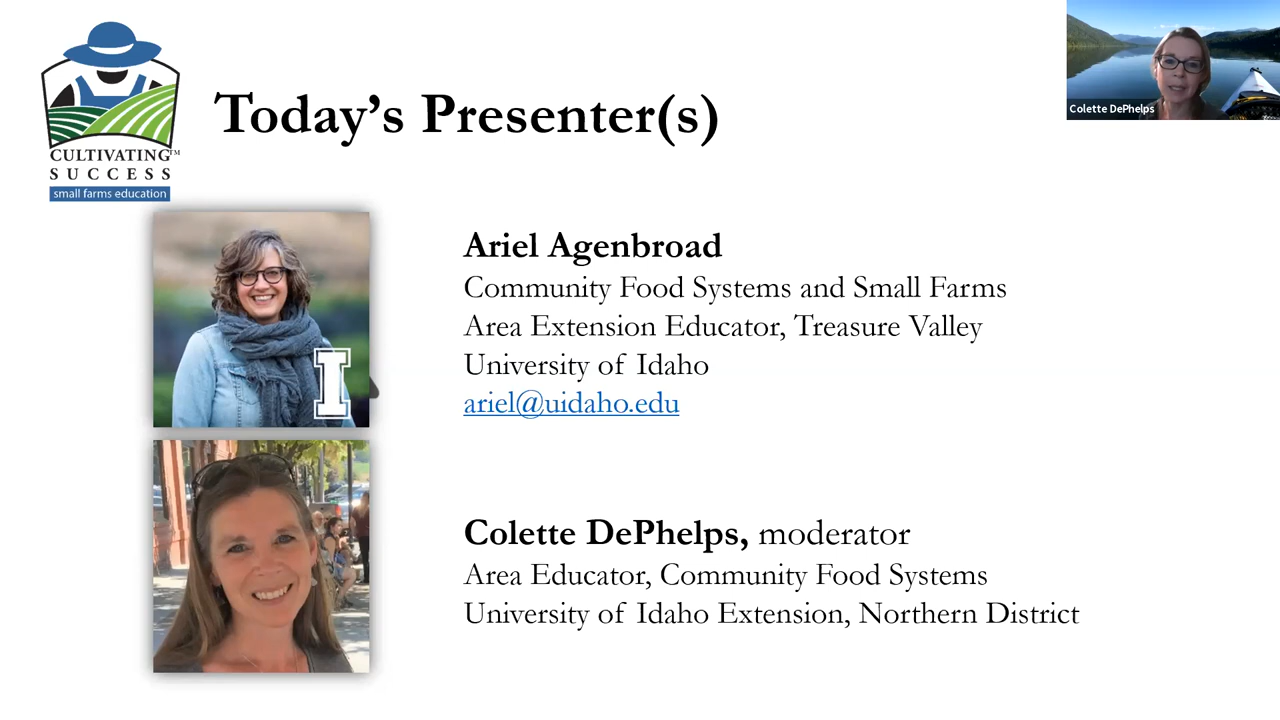 CULTIVATING™
SUCCESS
small farms education
Today's Presenter(s)
Colette DePhelps
I
Ariel Agenbroad
Community Food Systems and Small Farms
Area Extension Educator, Treasure Valley
University of Idaho
ariel@uidaho.edu
Colette DePhelps, moderator
Area Educator, Community Food Systems
University of Idaho Extension, Northern District